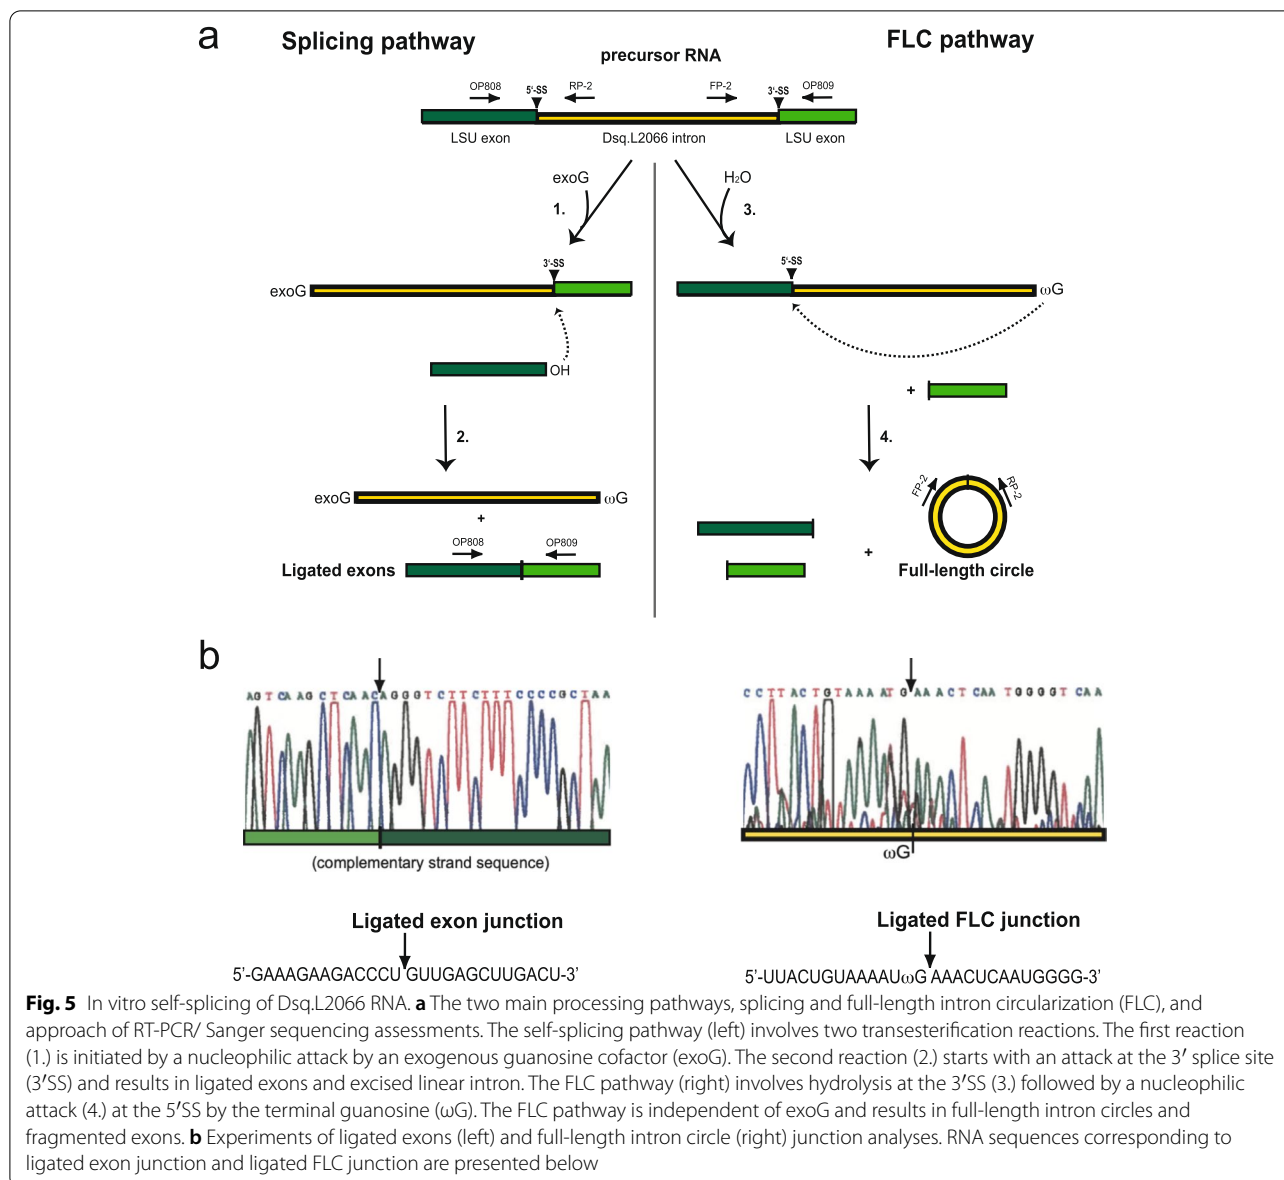 a
Splicing pathway
FLC pathway
precursor RNA
OP808
5'-SS
RP-2
FP-2
3'-SS
OP809
LSU exon
Dsq.L2066 intron
LSU exon
exoG
H₂O
1.
3.
3'-SS
5'-SS
exoG
ωG
OH
+
2.
4.
exoG
ωG
FP-2
RP-2
+
OP808
OP809
+
Ligated exons
Full-length circle
b
AGTCAAGCTCAACAGGGTCTTCTTTCCCCGCTAA
CCTTACTGTAAAATGAAACTCAATGGGGTCAA
ωG
(complementary strand sequence)
Ligated exon junction
Ligated FLC junction
5'-GAAAGAAGACCCU GUUGAGCUUGACU-3'
5'-UUACUGUAAAAUωG AAACUCAAUGGGG-3'
Fig. 5 In vitro self-splicing of Dsq.L2066 RNA. a The two main processing pathways, splicing and full-length intron circularization (FLC), and
approach of RT-PCR/ Sanger sequencing assessments. The self-splicing pathway (left) involves two transesterification reactions. The first reaction
(1.) is initiated by a nucleophilic attack by an exogenous guanosine cofactor (exoG). The second reaction (2.) starts with an attack at the 3′ splice site
(3′SS) and results in ligated exons and excised linear intron. The FLC pathway (right) involves hydrolysis at the 3′SS (3.) followed by a nucleophilic
attack (4.) at the 5′SS by the terminal guanosine (ωG). The FLC pathway is independent of exoG and results in full-length intron circles and
fragmented exons. b Experiments of ligated exons (left) and full-length intron circle (right) junction analyses. RNA sequences corresponding to
ligated exon junction and ligated FLC junction are presented below